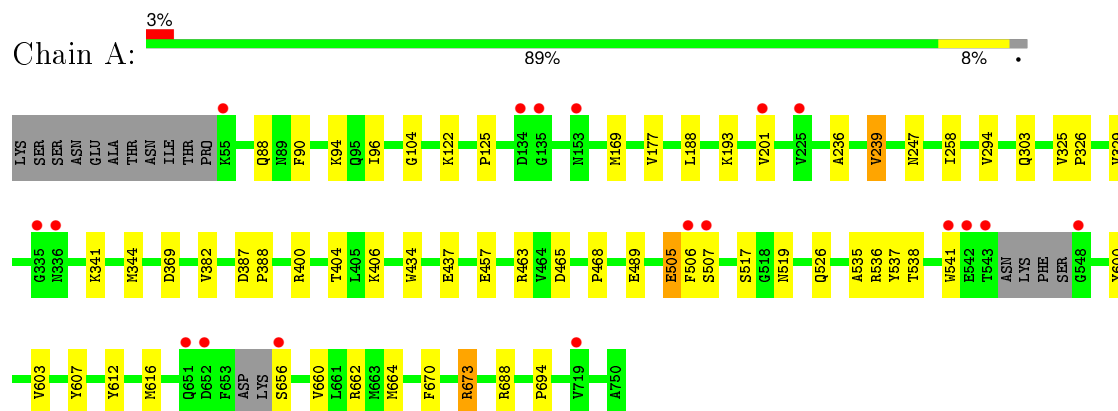 3%
Chain A:
89% 8% •
LYS SER SER ASN GLU ALA THR ASN ILE THR PRO K55 Q88 N89 F90 K94 Q95 I96 G104 K122 P125 D134 G135 N153 M169 V177 L188 K193 V201 V225 A236 V239 N247 I258 V294 Q303 V325 P326
G335 N336 K341 M344 D369 V382 D387 P388 R400 T404 L405 K406 W434 E437 E457 R463 V464 D465 P468 E489 E505 F506 S507 S517 G518 N519 Q526 A535 R536 Y537 T538 W541 E542 T543 ASN LYS PHE SER G548
V603 Y607 Y612 M616 Q651 D652 F653 ASP LYS S656 V660 L661 R662 M663 M664 F670 R673 R688 P694 V719 A750